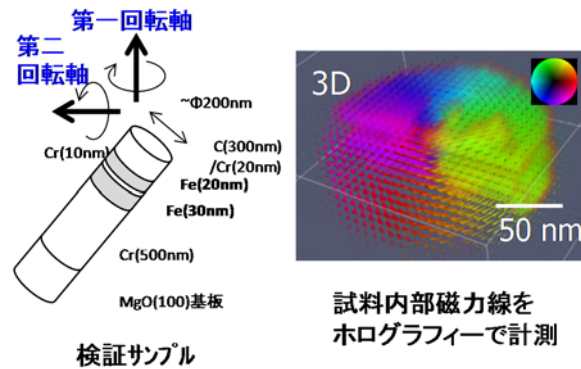 第一回転軸
第二
回転軸
~Φ200nm
Cr(10nm)
C(300nm)
/Cr(20nm)
Fe(20nm)
Fe(30nm)
Cr(500nm)
MgO(100)基板
検証サンプル
3D
50 nm
試料内部磁力線を
ホログラフィーで計測